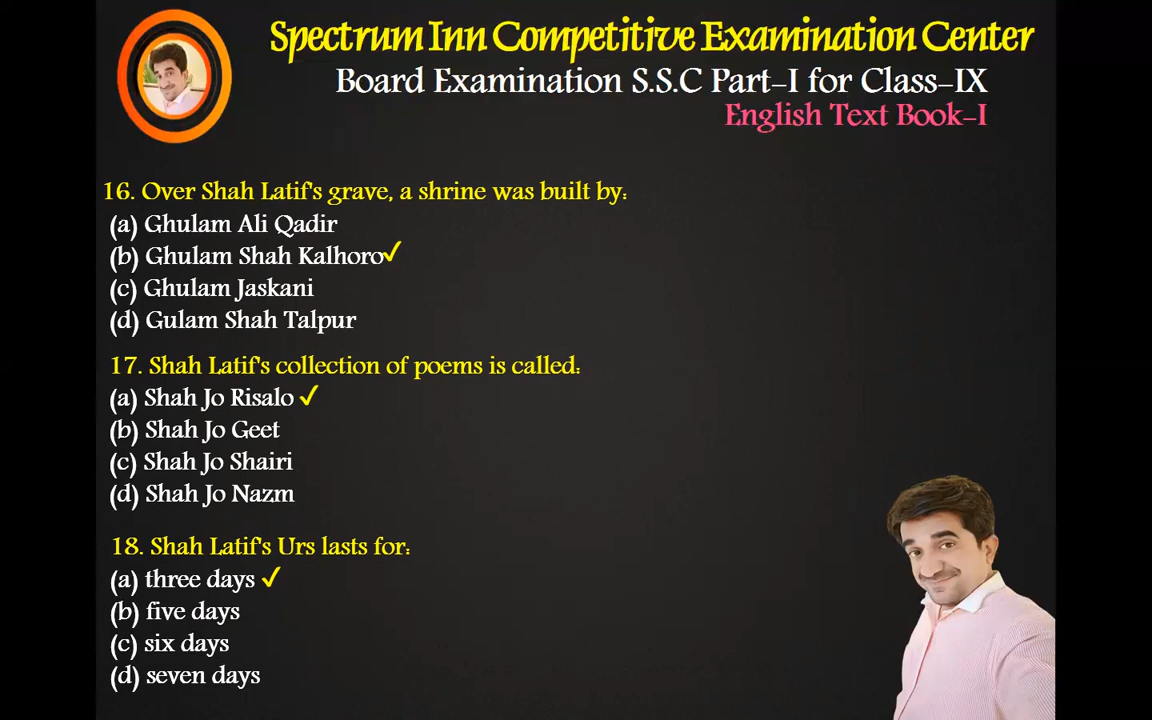 Spectrum Inn Competitive Examination Center
Board Examination S.S.C Part-I for Class-IX
English Text Book-I
16. Over Shah Latif's grave, a shrine was built by:
(a) Ghulam Ali Qadir
(b) Ghulam Shah Kalhoro✓
(c) Ghulam Jaskani
(d) Gulam Shah Talpur
17. Shah Latif's collection of poems is called:
(a) Shah Jo Risalo ✓
(b) Shah Jo Geet
(c) Shah Jo Shairi
(d) Shah Jo Nazm
18. Shah Latif's Urs lasts for:
(a) three days ✓
(b) five days
(c) six days
(d) seven days